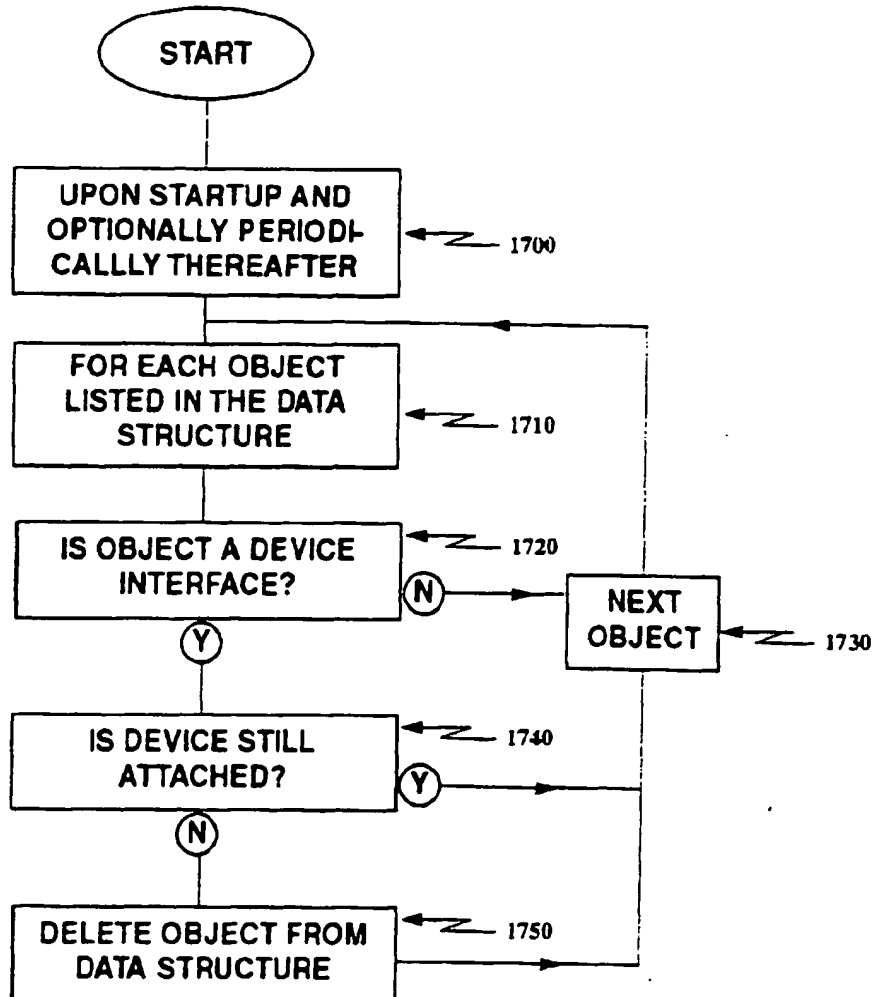 START
UPON STARTUP AND
OPTIONALLY PERIODI-
CALLLY THEREAFTER
1700
FOR EACH OBJECT
LISTED IN THE DATA
STRUCTURE
1710
IS OBJECT A DEVICE
INTERFACE?
1720
N
Y
NEXT
OBJECT
1730
IS DEVICE STILL
ATTACHED?
1740
Y
N
DELETE OBJECT FROM
DATA STRUCTURE
1750